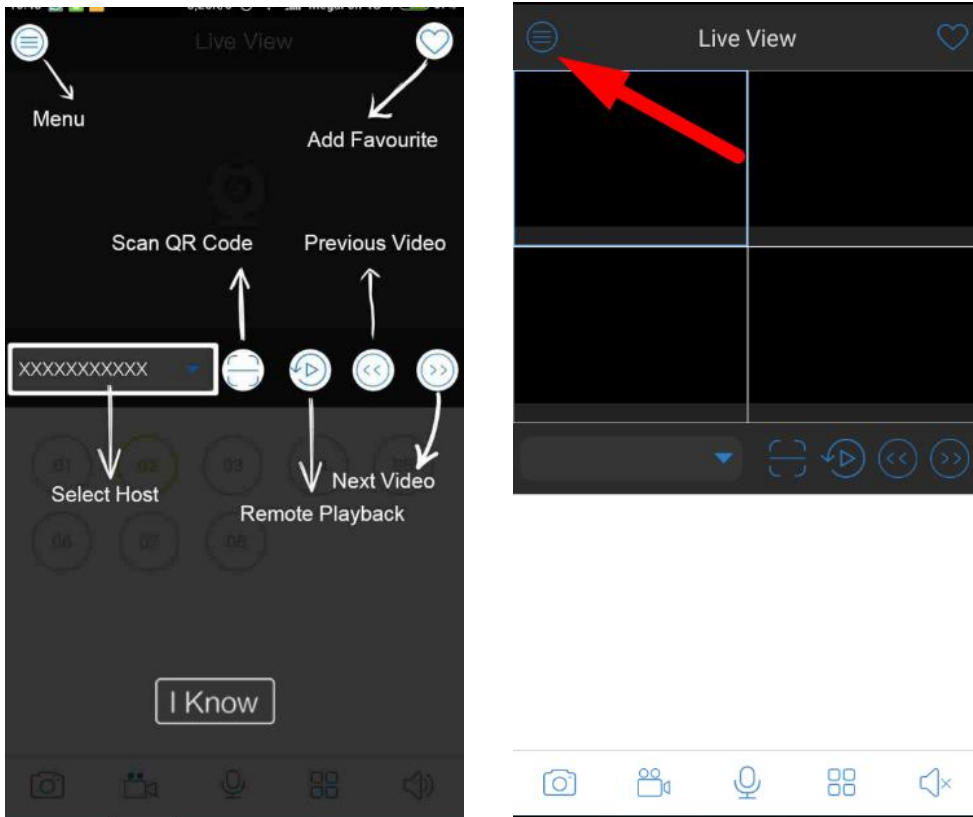 Live View
Menu
Add Favourite
Scan QR Code
Previous Video
XXXXXXXXXXX
<<
>>
01
02
03
Select Host
Next Video
Remote Playback
06
07
08
I Know
Live View
<<
>>